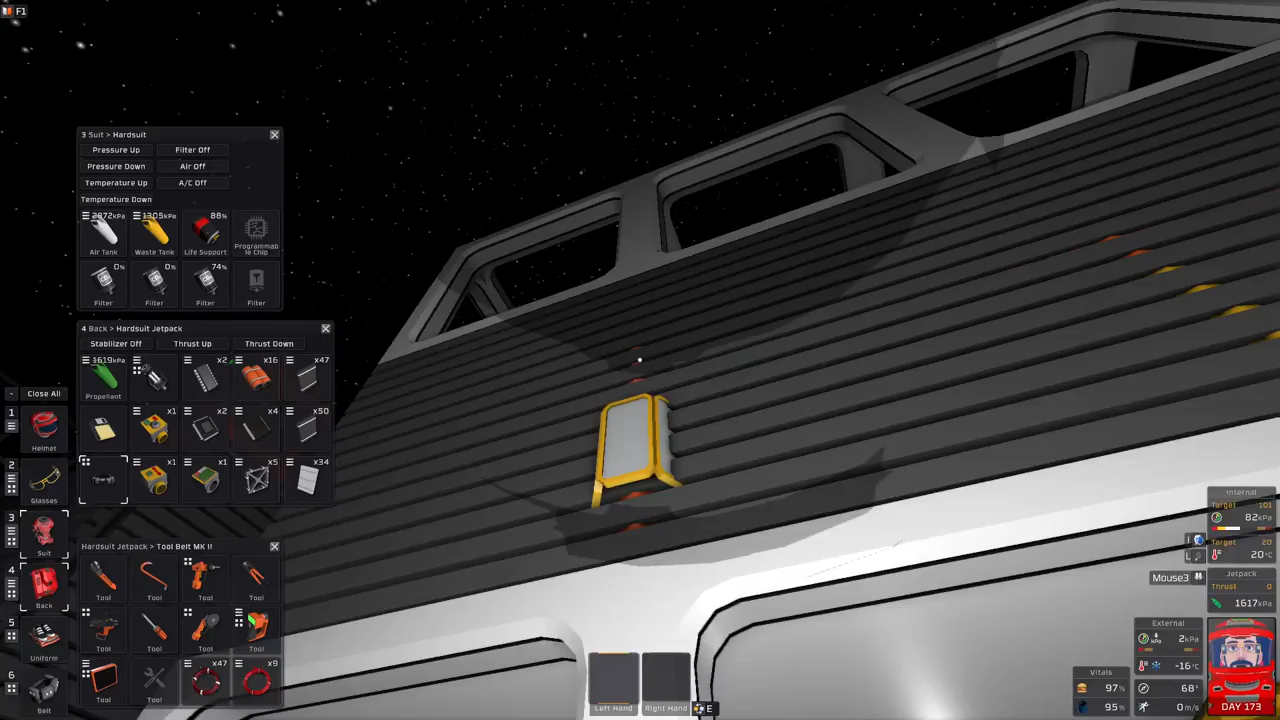 F1
3 Suit > Hardsuit
Pressure Up Filter Off
Pressure Down Air Off
Temperature Up A/C Off
Temperature Down
2872kPa 1305kPa 86%
Air Tank Waste Tank Life Support Programmable Chip
0% 0% 74%
Filter Filter Filter Filter
4 Back > Hardsuit Jetpack
Stabilizer Off Thrust Up Thrust Down
1619kPa x2 x16 x47
Propellant
x1 x2 x4 x50
x1 x1 x5 x34
- Close All
1 Helmet
2 Glasses
3 Suit
4 Back
5 Uniform
6 Belt
Hardsuit Jetpack > Tool Belt MK II
Tool Tool Tool Tool
Tool Tool Tool Tool
x47 x9
Tool Tool
Left Hand Right Hand E
Internal
Target 101
82kPa
Target 20
20°C
Mouse3
Jetpack
Thrust 0
1617kPa
External
2kPa
-16°C
68°
0m/s
Vitals
97%
95%
DAY 173